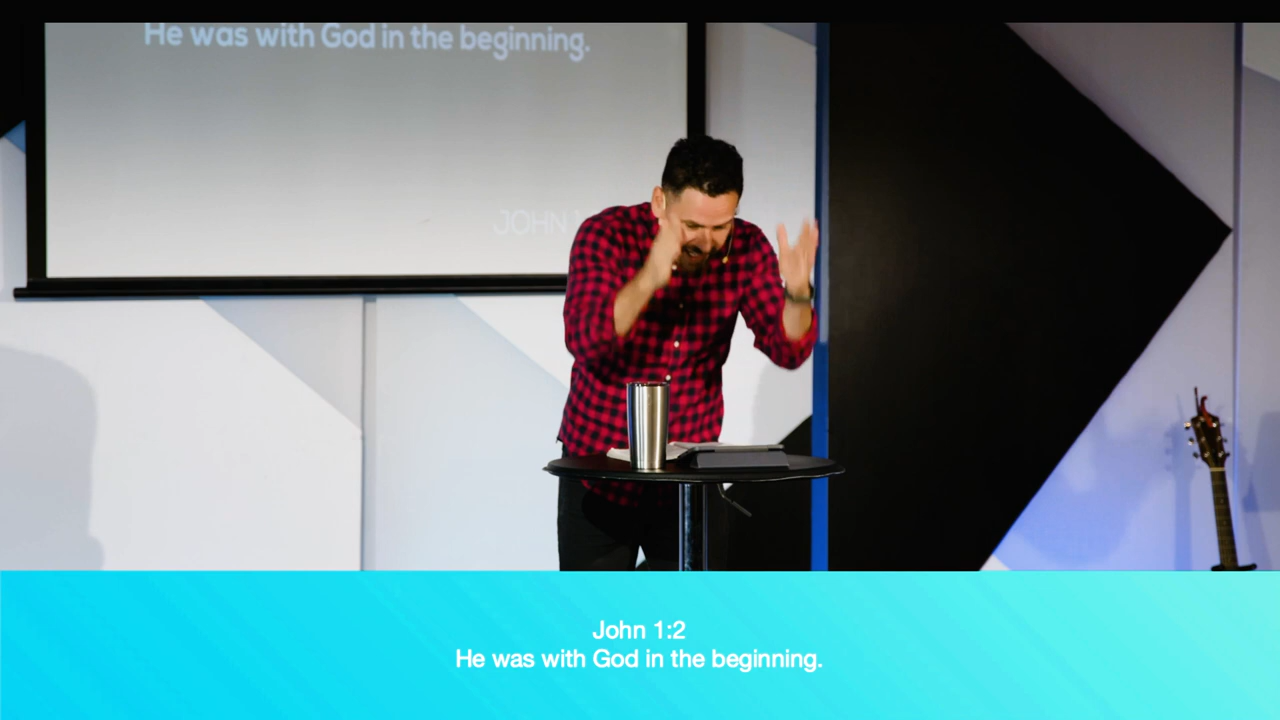 He was with God in the beginning.
JOHN
John 1:2
He was with God in the beginning.